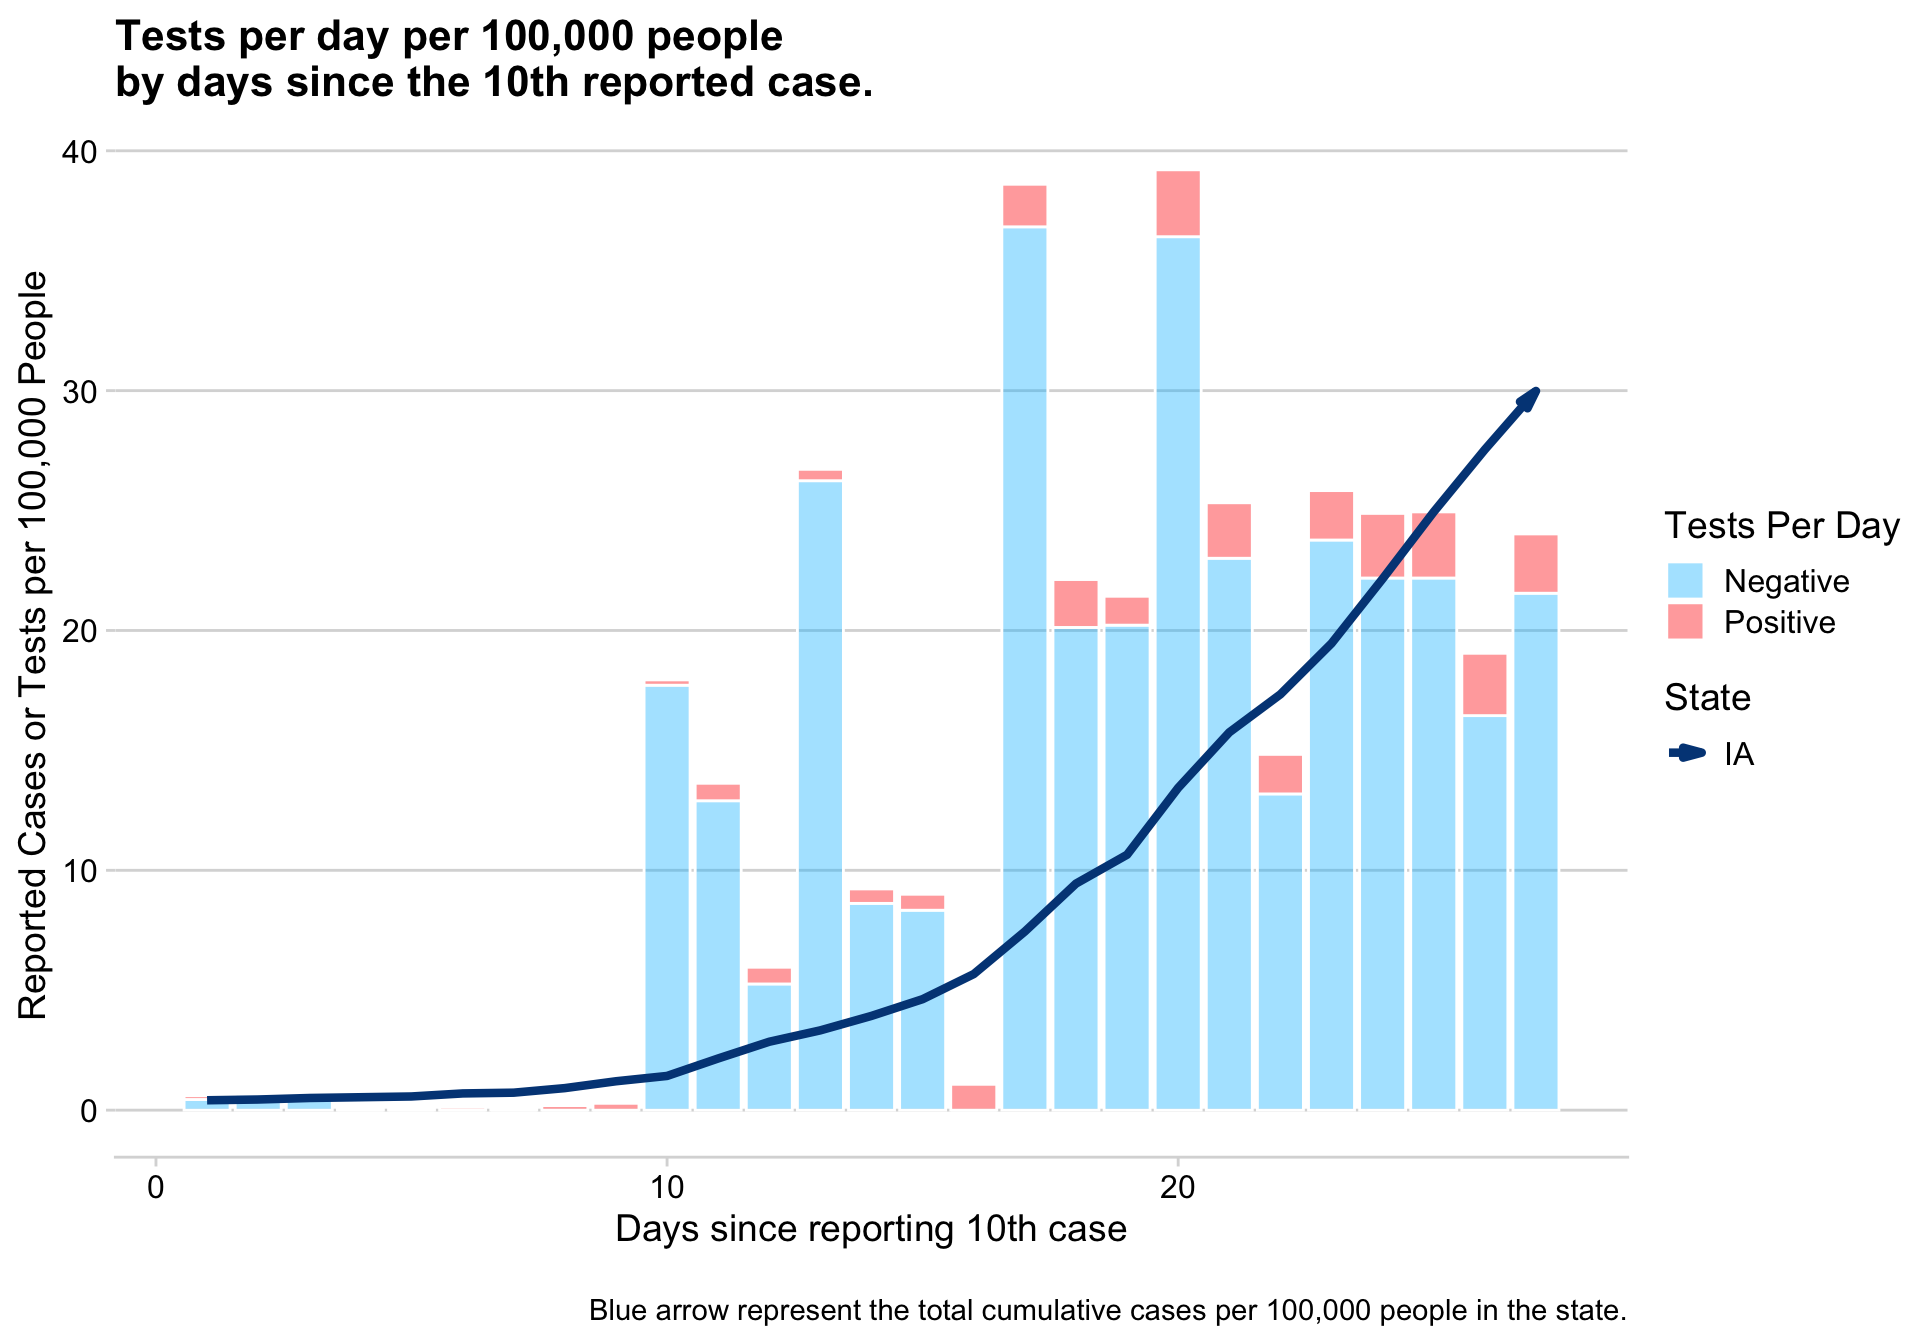 Tests per day per 100,000 people
by days since the 10th reported case.
Reported Cases or Tests per 100,000 People
40
30
20
10
0
0
10
20
Days since reporting 10th case
Tests Per Day
Negative
Positive
State
IA
Blue arrow represent the total cumulative cases per 100,000 people in the state.